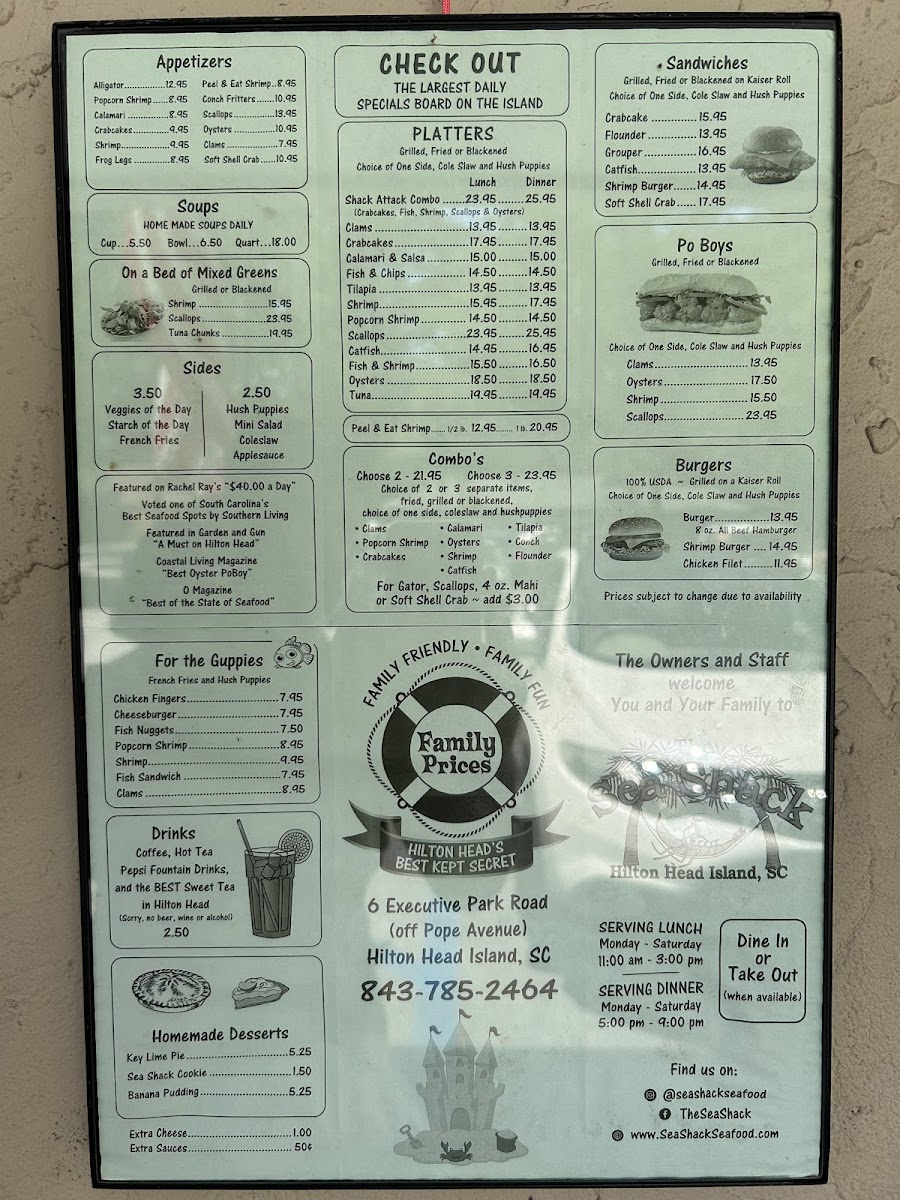 Appetizers
Alligator..............12.95
Popcorn Shrimp......8.95
Calamari ..............8.95
Crabcakes............9.95
Shrimp................9.95
Frog Legs ............8.95
Peel & Eat Shrimp..8.95
Conch Fritters......10.95
Scallops..............13.95
Oysters ..............10.95
Clams ..................7.95
Soft Shell Crab.....10.95
Soups
HOME MADE SOUPS DAILY
Cup...5.50 Bowl...6.50 Quart...18.00
On a Bed of Mixed Greens
Grilled or Blackened
Shrimp ....................15.95
Scallops....................23.95
Tuna Chunks ..............19.95
Sides
3.50
Veggies of the Day
Starch of the Day
French Fries
2.50
Hush Puppies
Mini Salad
Coleslaw
Applesauce
Featured on Rachel Ray's "$40.00 a Day"
Voted one of South Carolina's
Best Seafood Spots by Southern Living
Featured in Garden and Gun
"A Must on Hilton Head"
Coastal Living Magazine
"Best Oyster PoBoy"
O Magazine
"Best of the State of Seafood"
For the Guppies
French Fries and Hush Puppies
Chicken Fingers........................7.95
Cheeseburger..........................7.95
Fish Nuggets..........................7.50
Popcorn Shrimp ......................8.95
Shrimp..................................9.95
Fish Sandwich ........................7.95
Clams ..................................8.95
Drinks
Coffee, Hot Tea
Pepsi Fountain Drinks,
and the BEST Sweet Tea
in Hilton Head
(Sorry, no beer, wine or alcohol)
2.50
Homemade Desserts
Key Lime Pie..........................5.25
Sea Shack Cookie ....................1.50
Banana Pudding........................5.25
Extra Cheese..........................1.00
Extra Sauces..........................50¢
CHECK OUT
THE LARGEST DAILY
SPECIALS BOARD ON THE ISLAND
PLATTERS
Grilled, Fried or Blackened
Choice of One Side, Cole Slaw and Hush Puppies
Lunch Dinner
Shack Attack Combo ......23.95........25.95
(Crabcakes, Fish, Shrimp, Scallops & Oysters)
Clams ........................13.95........13.95
Crabcakes....................17.95........17.95
Calamari & Salsa............15.00........15.00
Fish & Chips................14.50........14.50
Tilapia......................13.95........13.95
Shrimp........................15.95........17.95
Popcorn Shrimp..............14.50........14.50
Scallops......................23.95........25.95
Catfish......................14.95........16.95
Fish & Shrimp................15.50........16.50
Oysters ......................18.50........18.50
Tuna..........................19.95........19.95
Peel & Eat Shrimp...... 1/2 lb. 12.95......... 1 lb. 20.95
Combo's
Choose 2 - 21.95 Choose 3 - 23.95
Choice of 2 or 3 separate items,
fried, grilled or blackened,
choice of one side, coleslaw and hushpuppies
• Clams • Calamari • Tilapia
• Popcorn Shrimp • Oysters • Conch
• Crabcakes • Shrimp • Flounder
• Catfish
For Gator, Scallops, 4 oz. Mahi
or Soft Shell Crab ~ add $3.00
FAMILY FRIENDLY • FAMILY FUN
Family
Prices
HILTON HEAD'S
BEST KEPT SECRET
6 Executive Park Road
(off Pope Avenue)
Hilton Head Island, SC
843-785-2464
Sandwiches
Grilled, Fried or Blackened on Kaiser Roll
Choice of One Side, Cole Slaw and Hush Puppies
Crabcake .............. 15.95
Flounder ................ 13.95
Grouper .................. 16.95
Catfish.................. 13.95
Shrimp Burger...... 14.95
Soft Shell Crab ...... 17.95
Po Boys
Grilled, Fried or Blackened
Choice of One Side, Cole Slaw and Hush Puppies
Clams............................ 13.95
Oysters........................ 17.50
Shrimp ........................ 15.50
Scallops........................ 23.95
Burgers
100% USDA ~ Grilled on a Kaiser Roll
Choice of One Side, Cole Slaw and Hush Puppies
Burger..................13.95
8 oz. All Beef Hamburger
Shrimp Burger .... 14.95
Chicken Filet.........11.95
Prices subject to change due to availability
The Owners and Staff
welcome
You and Your Family to
The
Sea Shack
Hilton Head Island, SC
SERVING LUNCH
Monday - Saturday
11:00 am - 3:00 pm
SERVING DINNER
Monday - Saturday
5:00 pm - 9:00 pm
Dine In
or
Take Out
(when available)
Find us on:
@seashackseafood
TheSeaShack
www.SeaShackSeafood.com